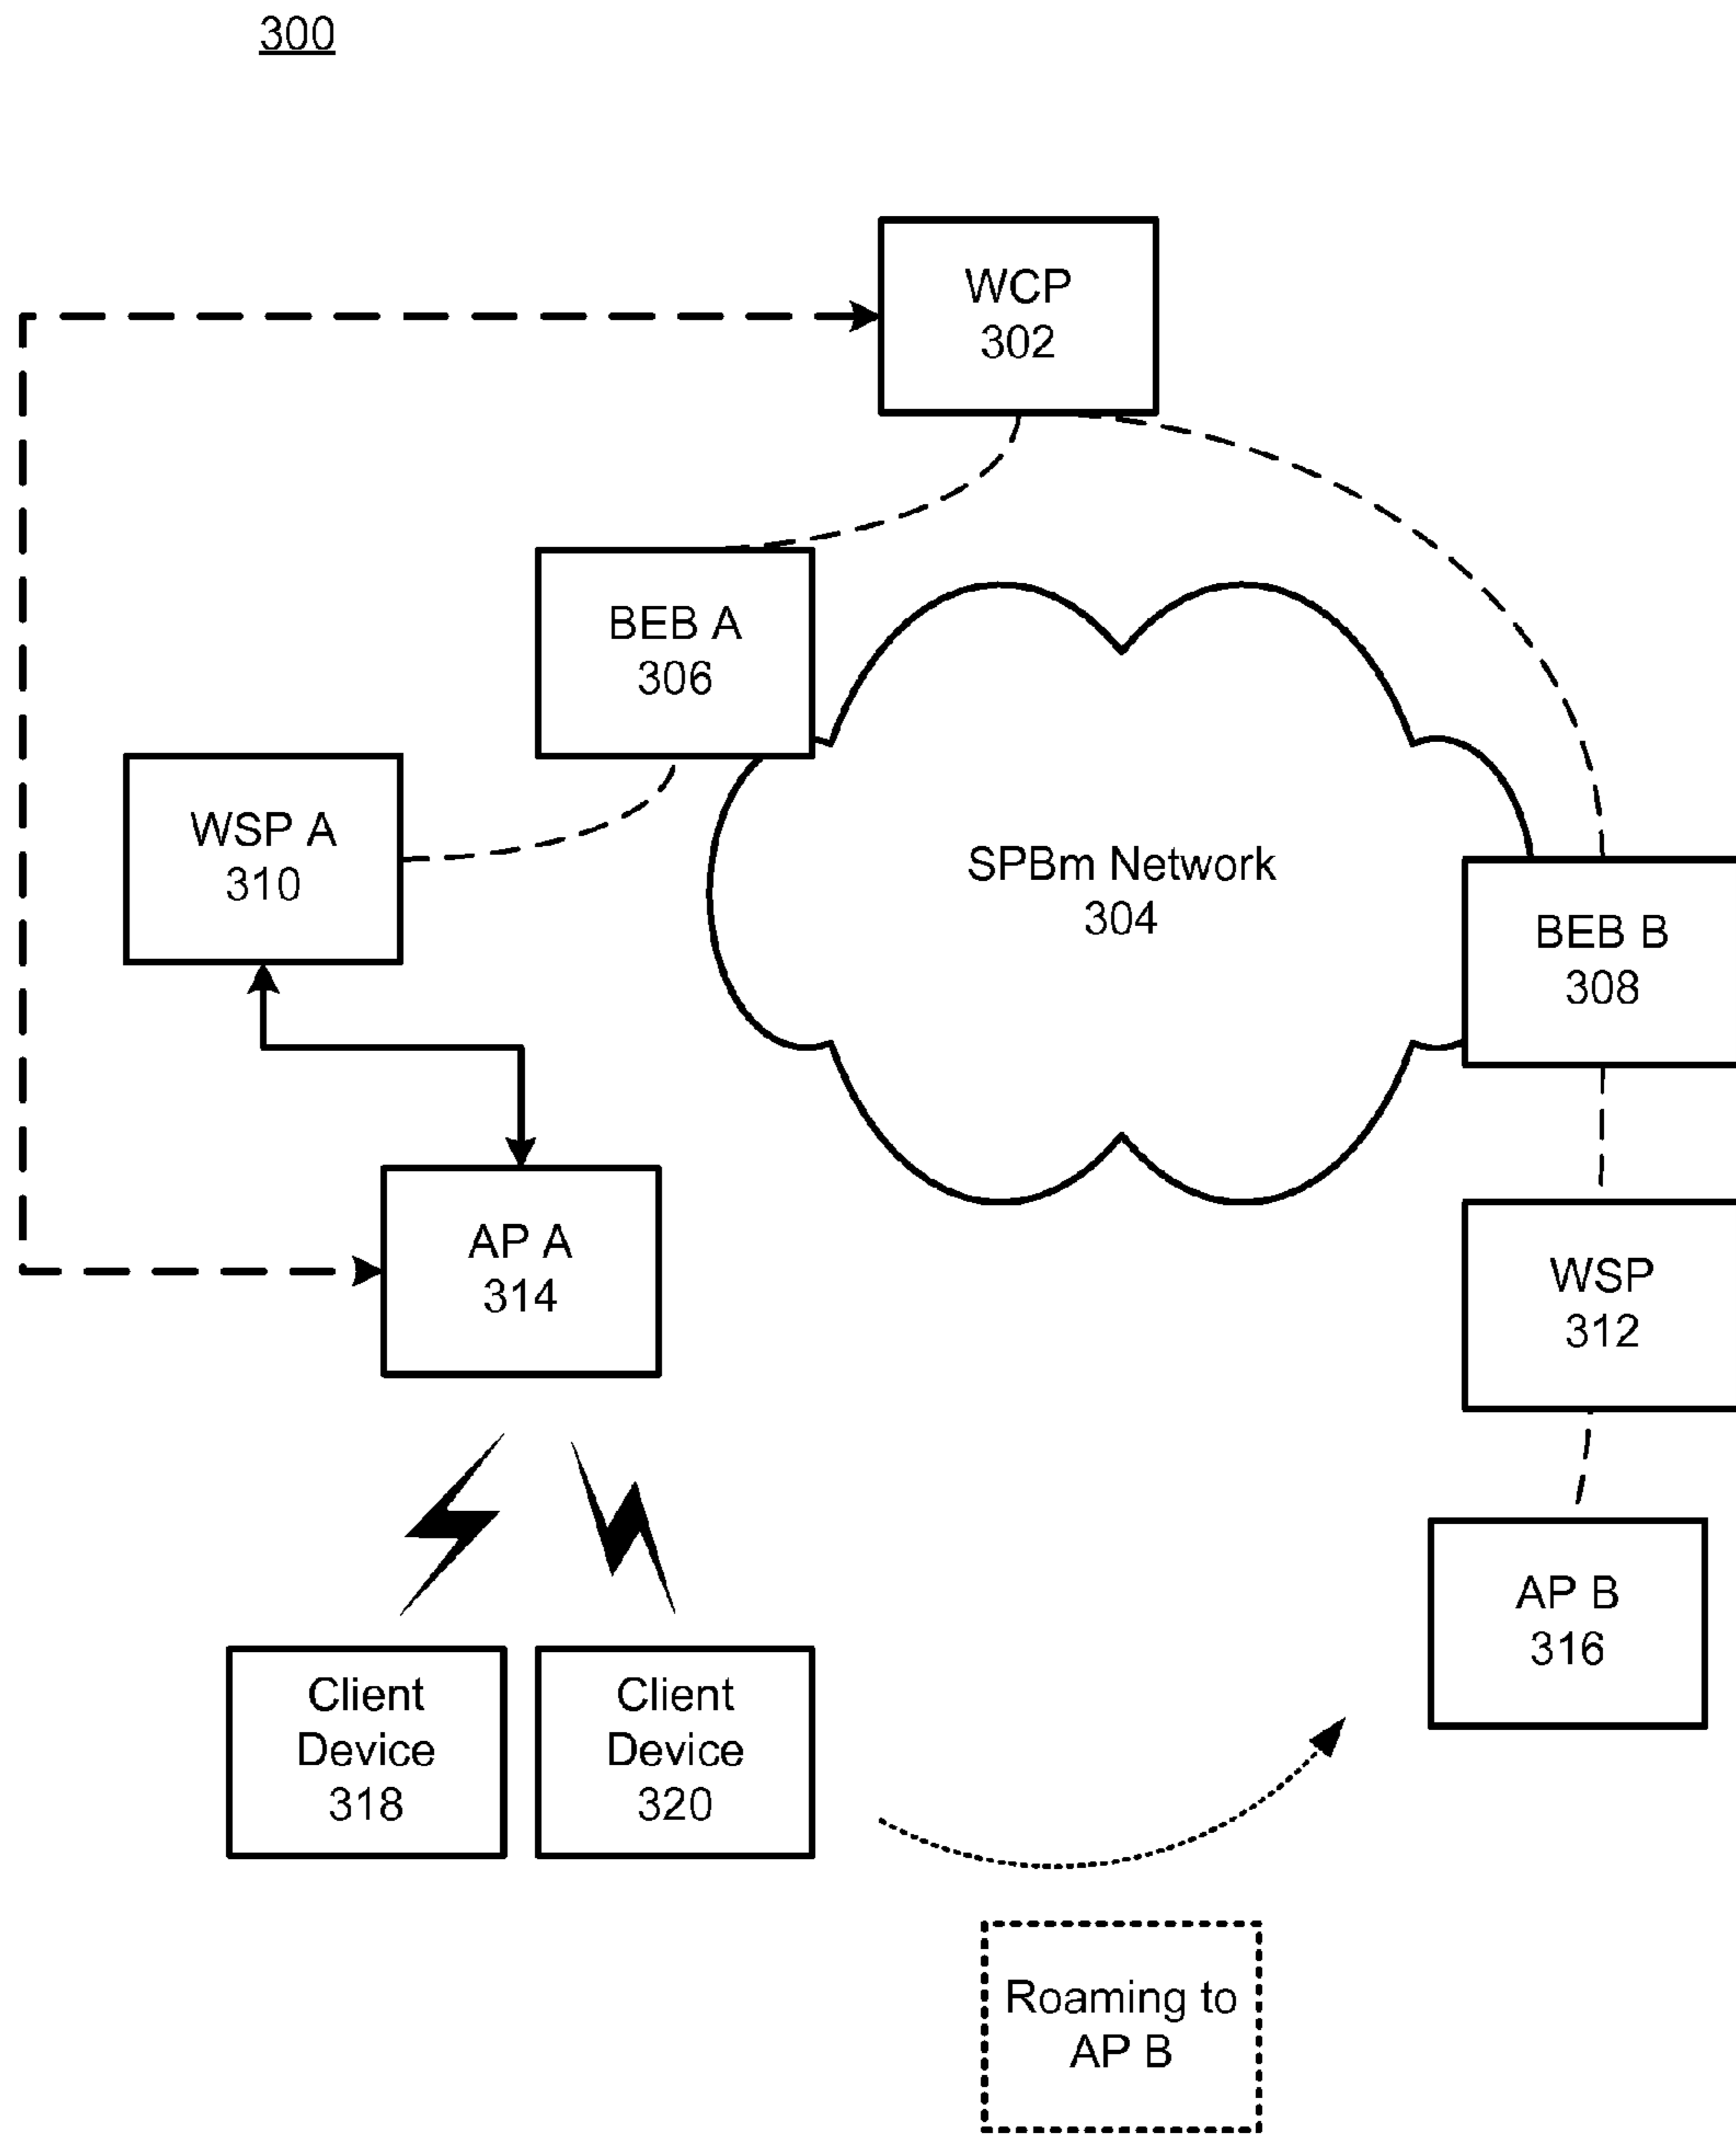 300
WCP
302
BEB A
306
WSP A
310
SPBm Network
304
BEB B
308
AP A
314
WSP
312
AP B
316
Client
Device
318
Client
Device
320
Roaming to
AP B